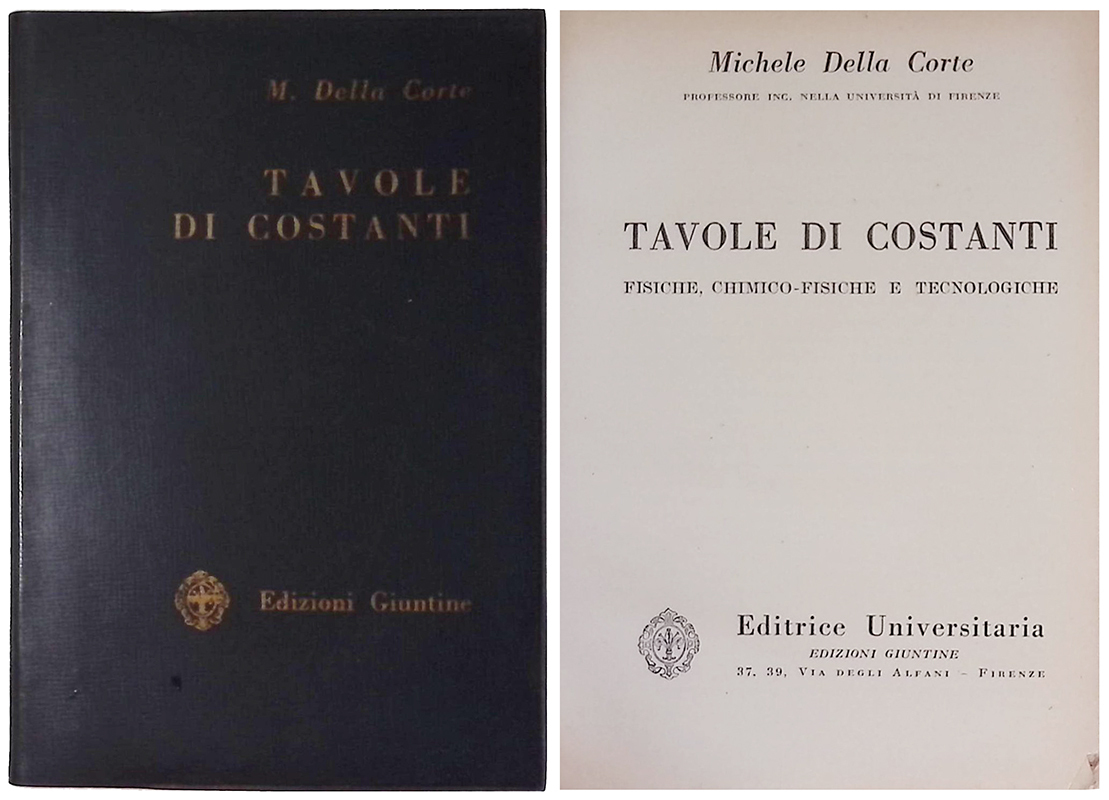 M. Della Corte
TAVOLE
DI COSTANTI
Edizioni Giuntine
Michele Della Corte
PROFESSORE INC. NELLA UNIVERSITÀ DI FIRENZE
TAVOLE DI COSTANTI
FISICHE, CHIMICO-FISICHE E TECNOLOGICHE
Editrice Universitaria
EDIZIONI GIUNTINE
37, 39, VIA DEGLI ALFANI - FIRENZE